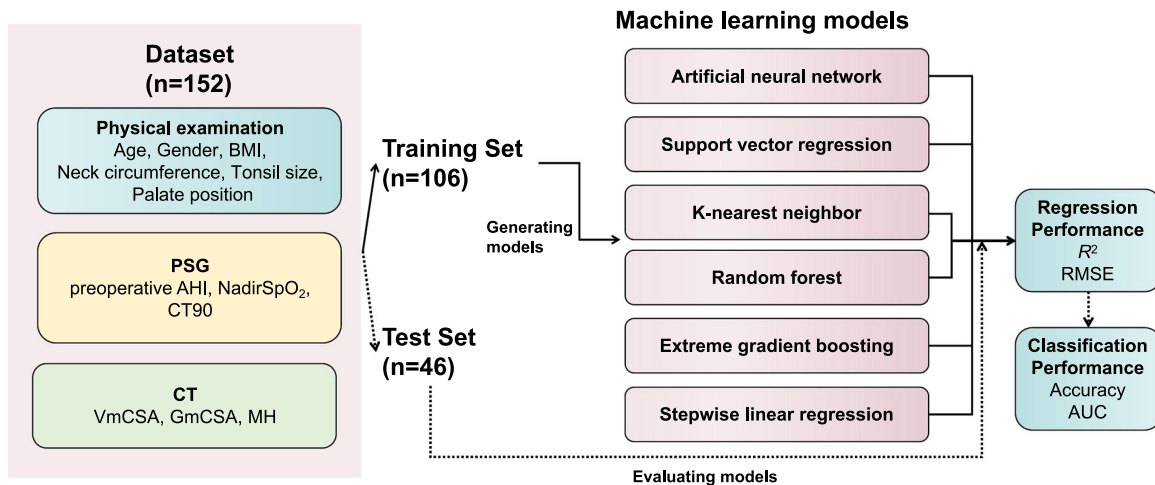 Dataset
(n=152)
Physical examination
Age, Gender, BMI,
Neck circumference, Tonsil size,
Palate position
PSG
preoperative AHI, NadirSpO₂,
CT90
CT
VmCSA, GmCSA, MH
Training Set
(n=106)
Test Set
(n=46)
Generating
models
Machine learning models
Artificial neural network
Support vector regression
K-nearest neighbor
Random forest
Extreme gradient boosting
Stepwise linear regression
Evaluating models
Regression
Performance
R²
RMSE
Classification
Performance
Accuracy
AUC